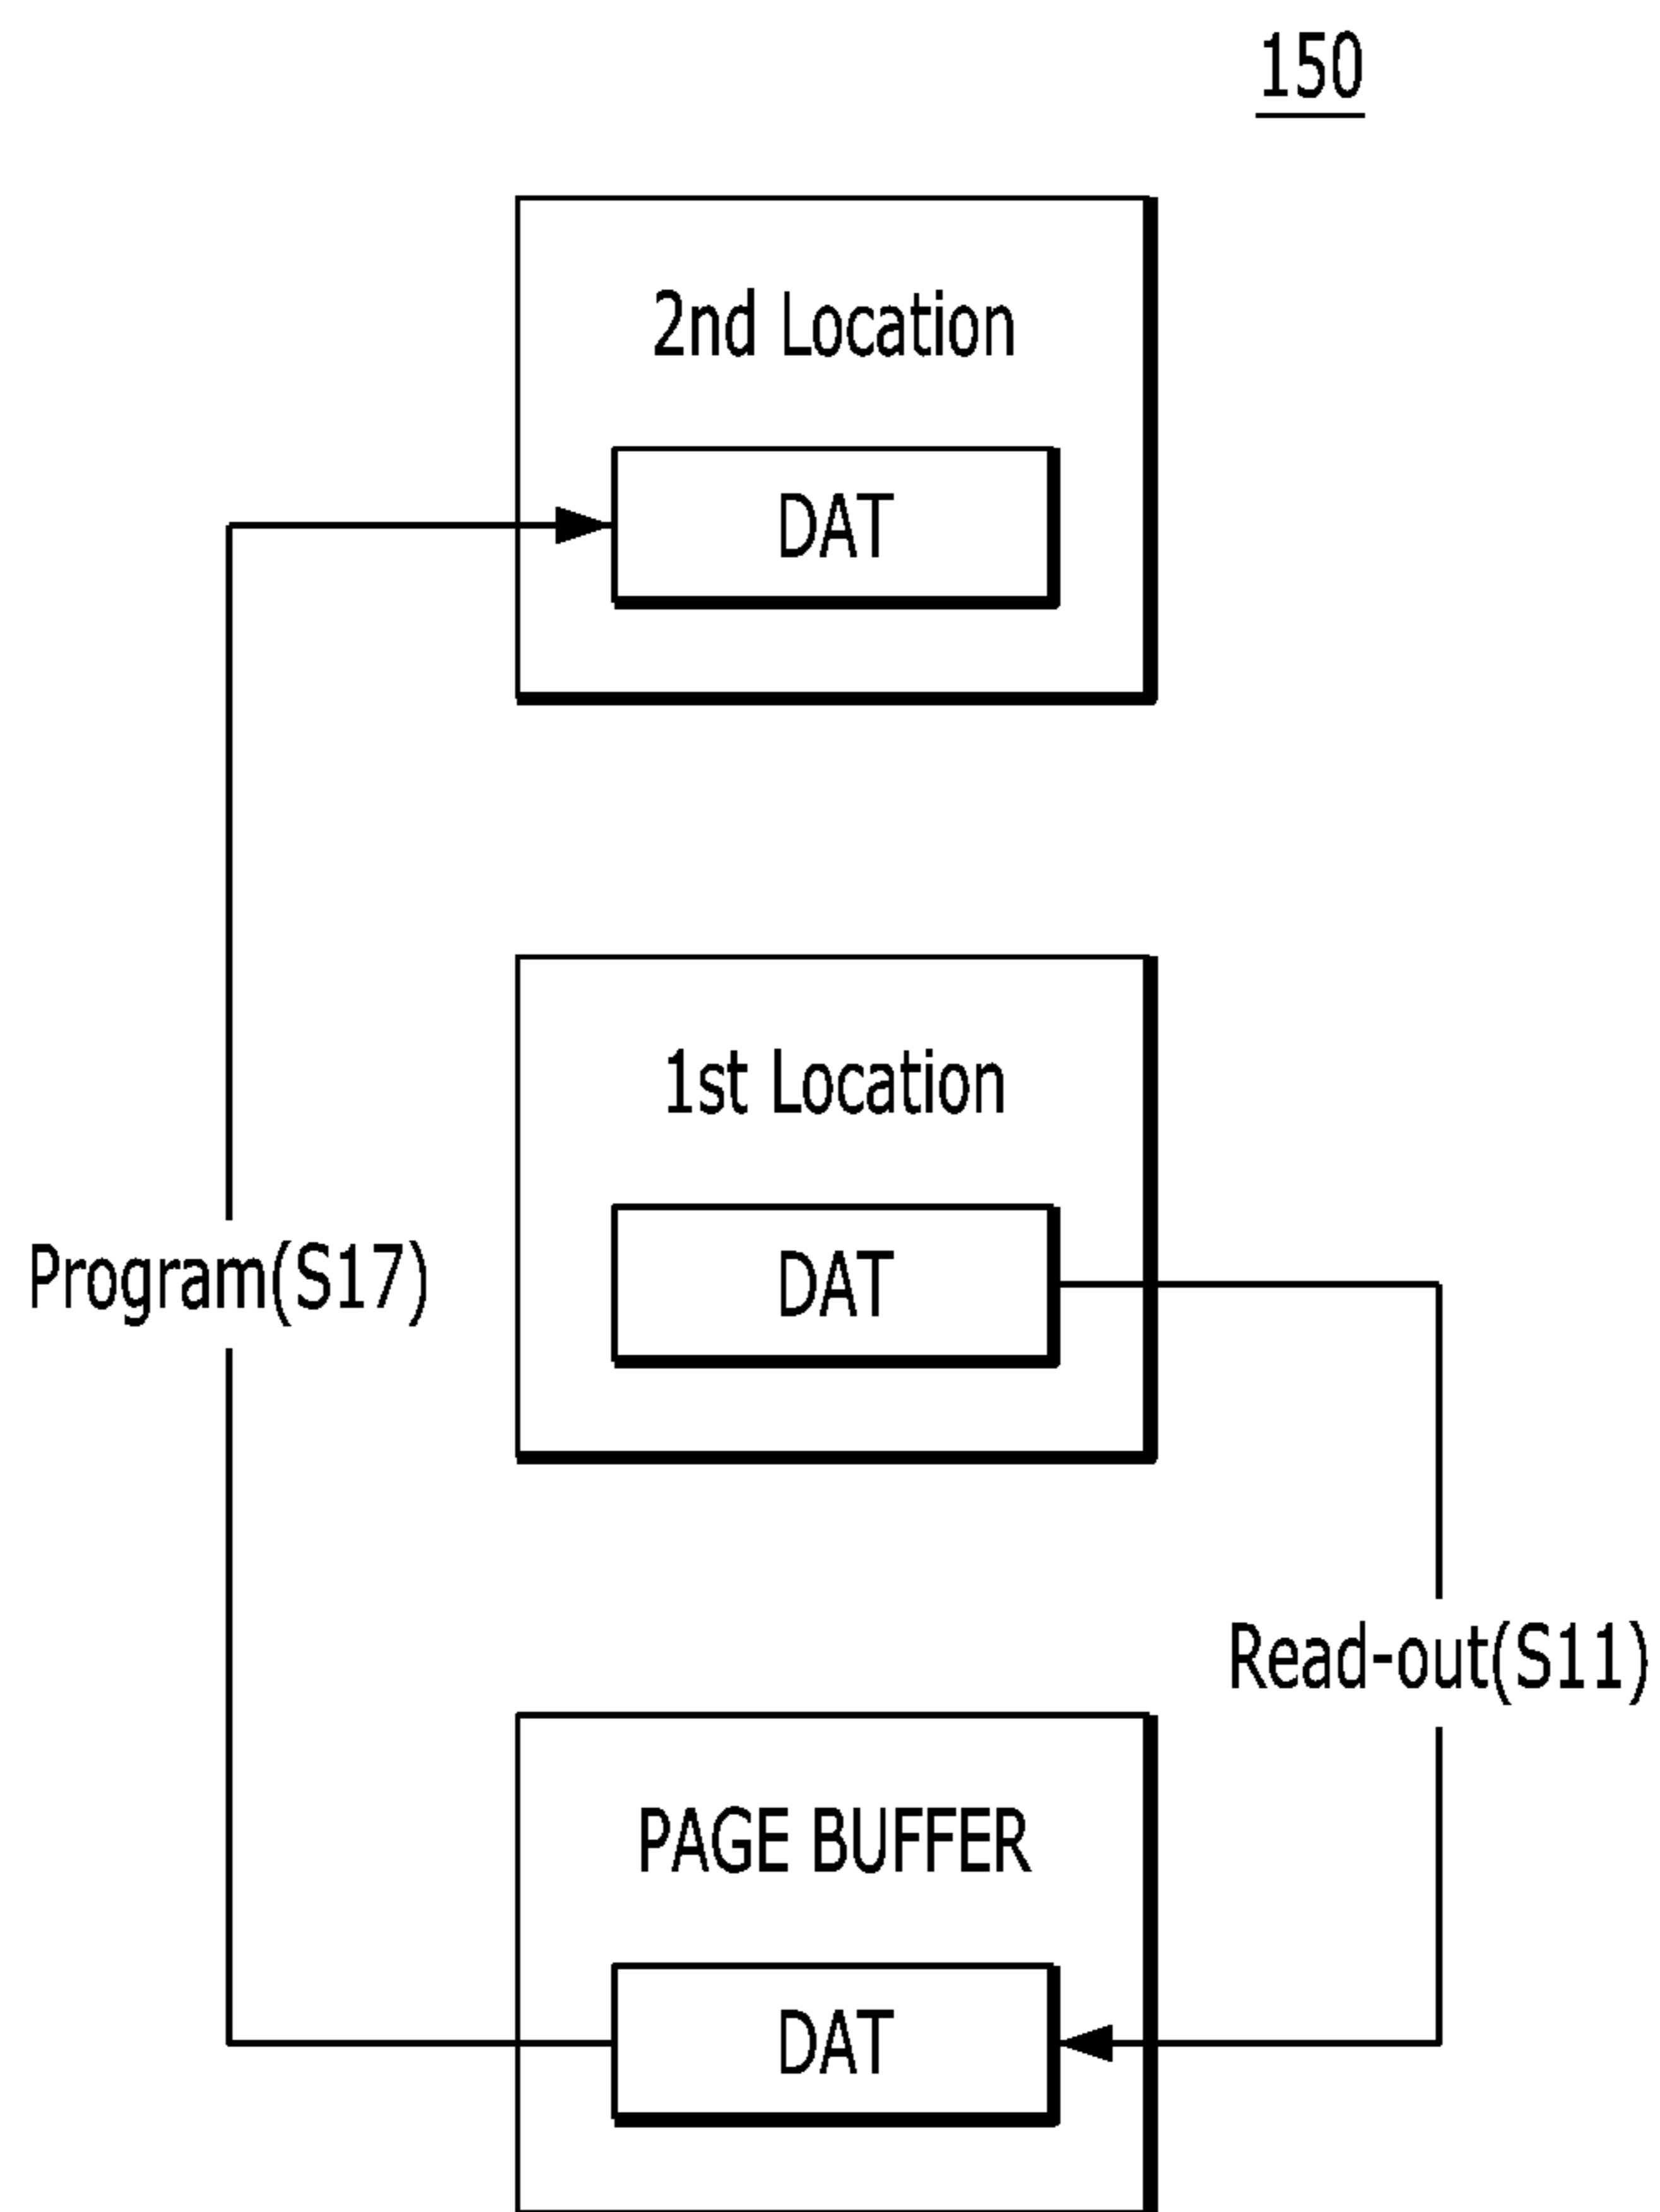 150
2nd Location
DAT
1st Location
DAT
Program(S17)
Read-out(S11)
PAGE BUFFER
DAT